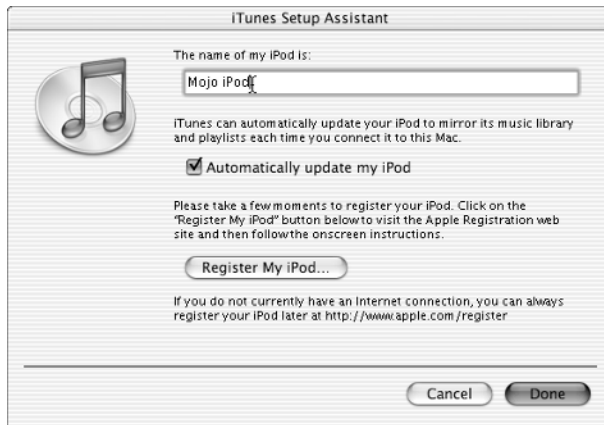 iTunes Setup Assistant
The name of my iPod is:
Mojo iPod
iTunes can automatically update your iPod to mirror its music library
and playlists each time you connect it to this Mac.
Automatically update my iPod
Please take a few moments to register your iPod. Click on the
"Register My iPod" button below to visit the Apple Registration web
site and then follow the onscreen instructions.
Register My iPod...
If you do not currently have an Internet connection, you can always
register your iPod later at http://www.apple.com/register
Cancel
Done